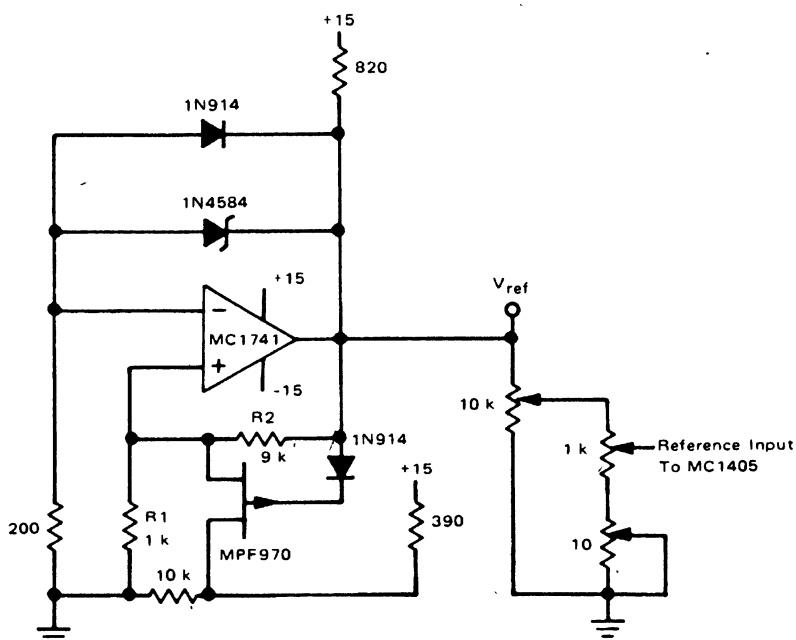 +15
820
1N914
1N4584
+15
−
MC1741
+
-15
Vref
10 k
1 k
Reference Input
To MC1405
10
R2
9 k
1N914
+15
390
R1
1 k
200
MPF970
10 k